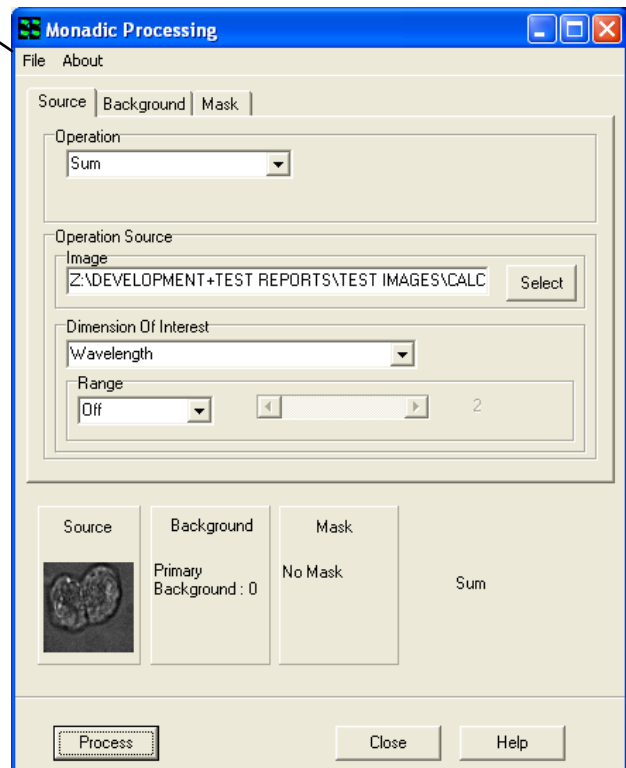 Monadic Processing
File About
Source Background Mask
Operation
Sum
Operation Source
Image
Z:\DEVELOPMENT+TEST REPORTS\TEST IMAGES\CALC
Select
Dimension Of Interest
Wavelength
Range
Off
2
Source
Background
Primary
Background : 0
Mask
No Mask
Sum
Process
Close
Help